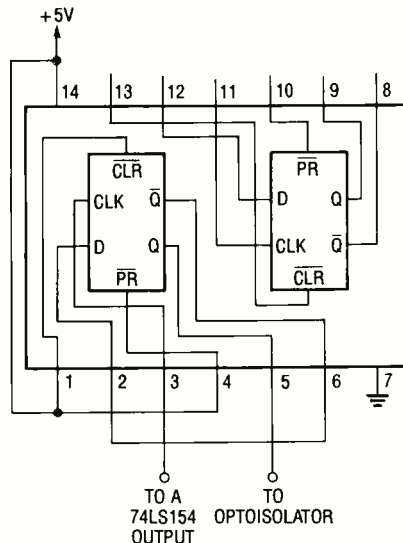 +5V
14 13 12 11 10 9 8
CLR PR
CLK Q D Q
D Q CLK Q
PR CLR
1 2 3 4 5 6 7
TO A TO
74LS154 OPTOISOLATOR
OUTPUT